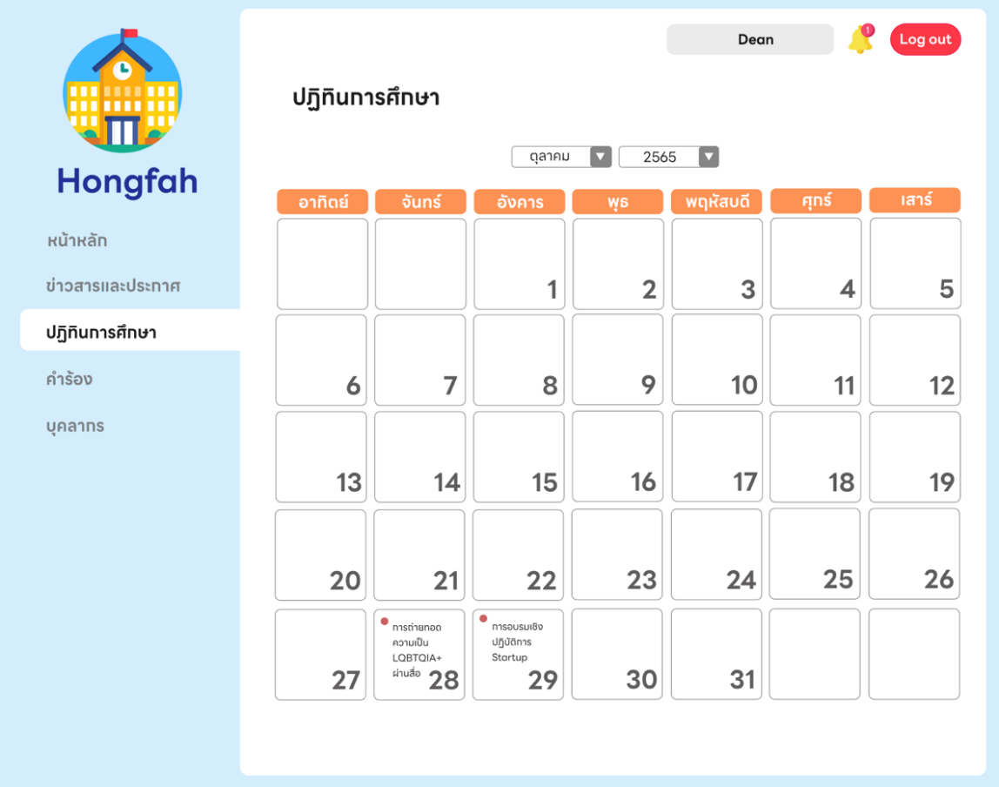 Dean
1
Log out
Hongfah
ปฏิทินการศึกษา
ตุลาคม 2565
หน้าหลัก
ข่าวสารและประกาศ
ปฏิทินการศึกษา
คำร้อง
บุคลากร
อาทิตย์ จันทร์ อังคาร พุธ พฤหัสบดี ศุกร์ เสาร์
1 2 3 4 5
6 7 8 9 10 11 12
13 14 15 16 17 18 19
20 21 22 23 24 25 26
27
การถ่ายทอด
ความเป็น
LQBTQIA+
ผ่านสื่อ 28
การอบรมเชิง
ปฏิบัติการ
Startup
29
30 31